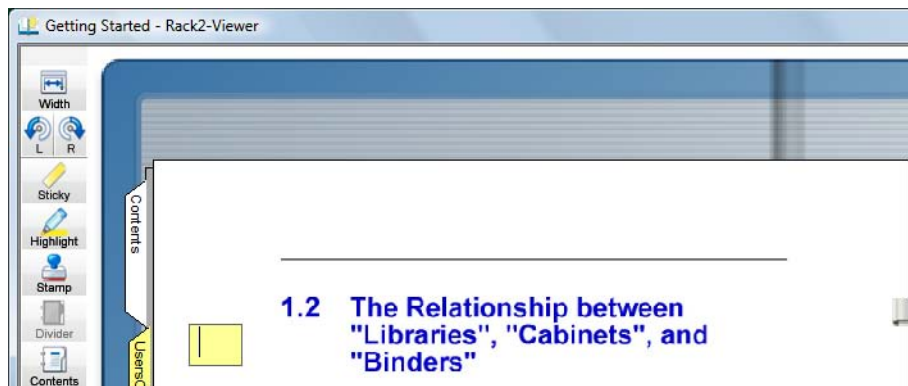 Getting Started - Rack2-Viewer
Width
L R
Sticky
Highlight
Stamp
Divider
Contents
Contents
1.2 The Relationship between
"Libraries", "Cabinets", and
"Binders"